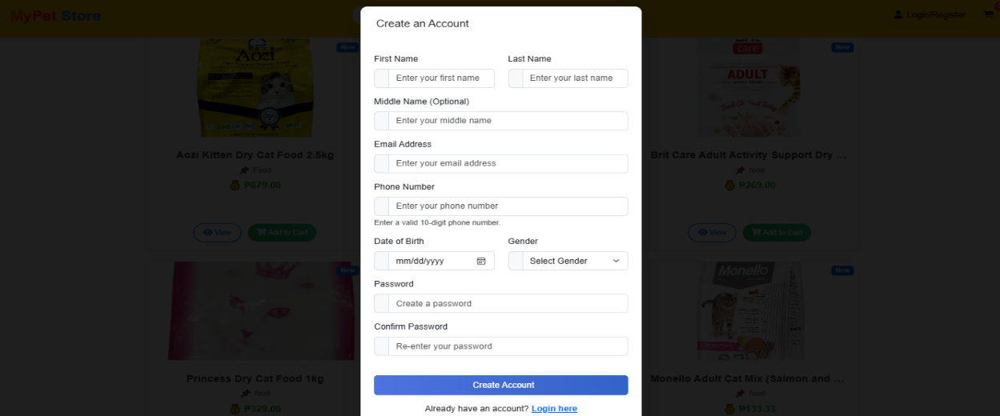 MyPet Store
Login/Register
Create an Account
First Name
Last Name
Enter your first name
Enter your last name
Middle Name (Optional)
Enter your middle name
Email Address
Enter your email address
Phone Number
Enter your phone number
Enter a valid 10-digit phone number.
Date of Birth
Gender
mm/dd/yyyy
Select Gender
Password
Create a password
Confirm Password
Re-enter your password
Create Account
Already have an account? Login here
Aozi
New
Aozi Kitten Dry Cat Food 2.5kg
Food
₱879.00
View
Add to Cart
New
Princess Dry Cat Food 1kg
food
₱329.00
Brit
care
ADULT
New
Brit Care Adult Activity Support Dry ...
food
₱269.00
View
Add to Cart
Monello
New
Monello Adult Cat Mix (Salmon and ...
food
₱133.33